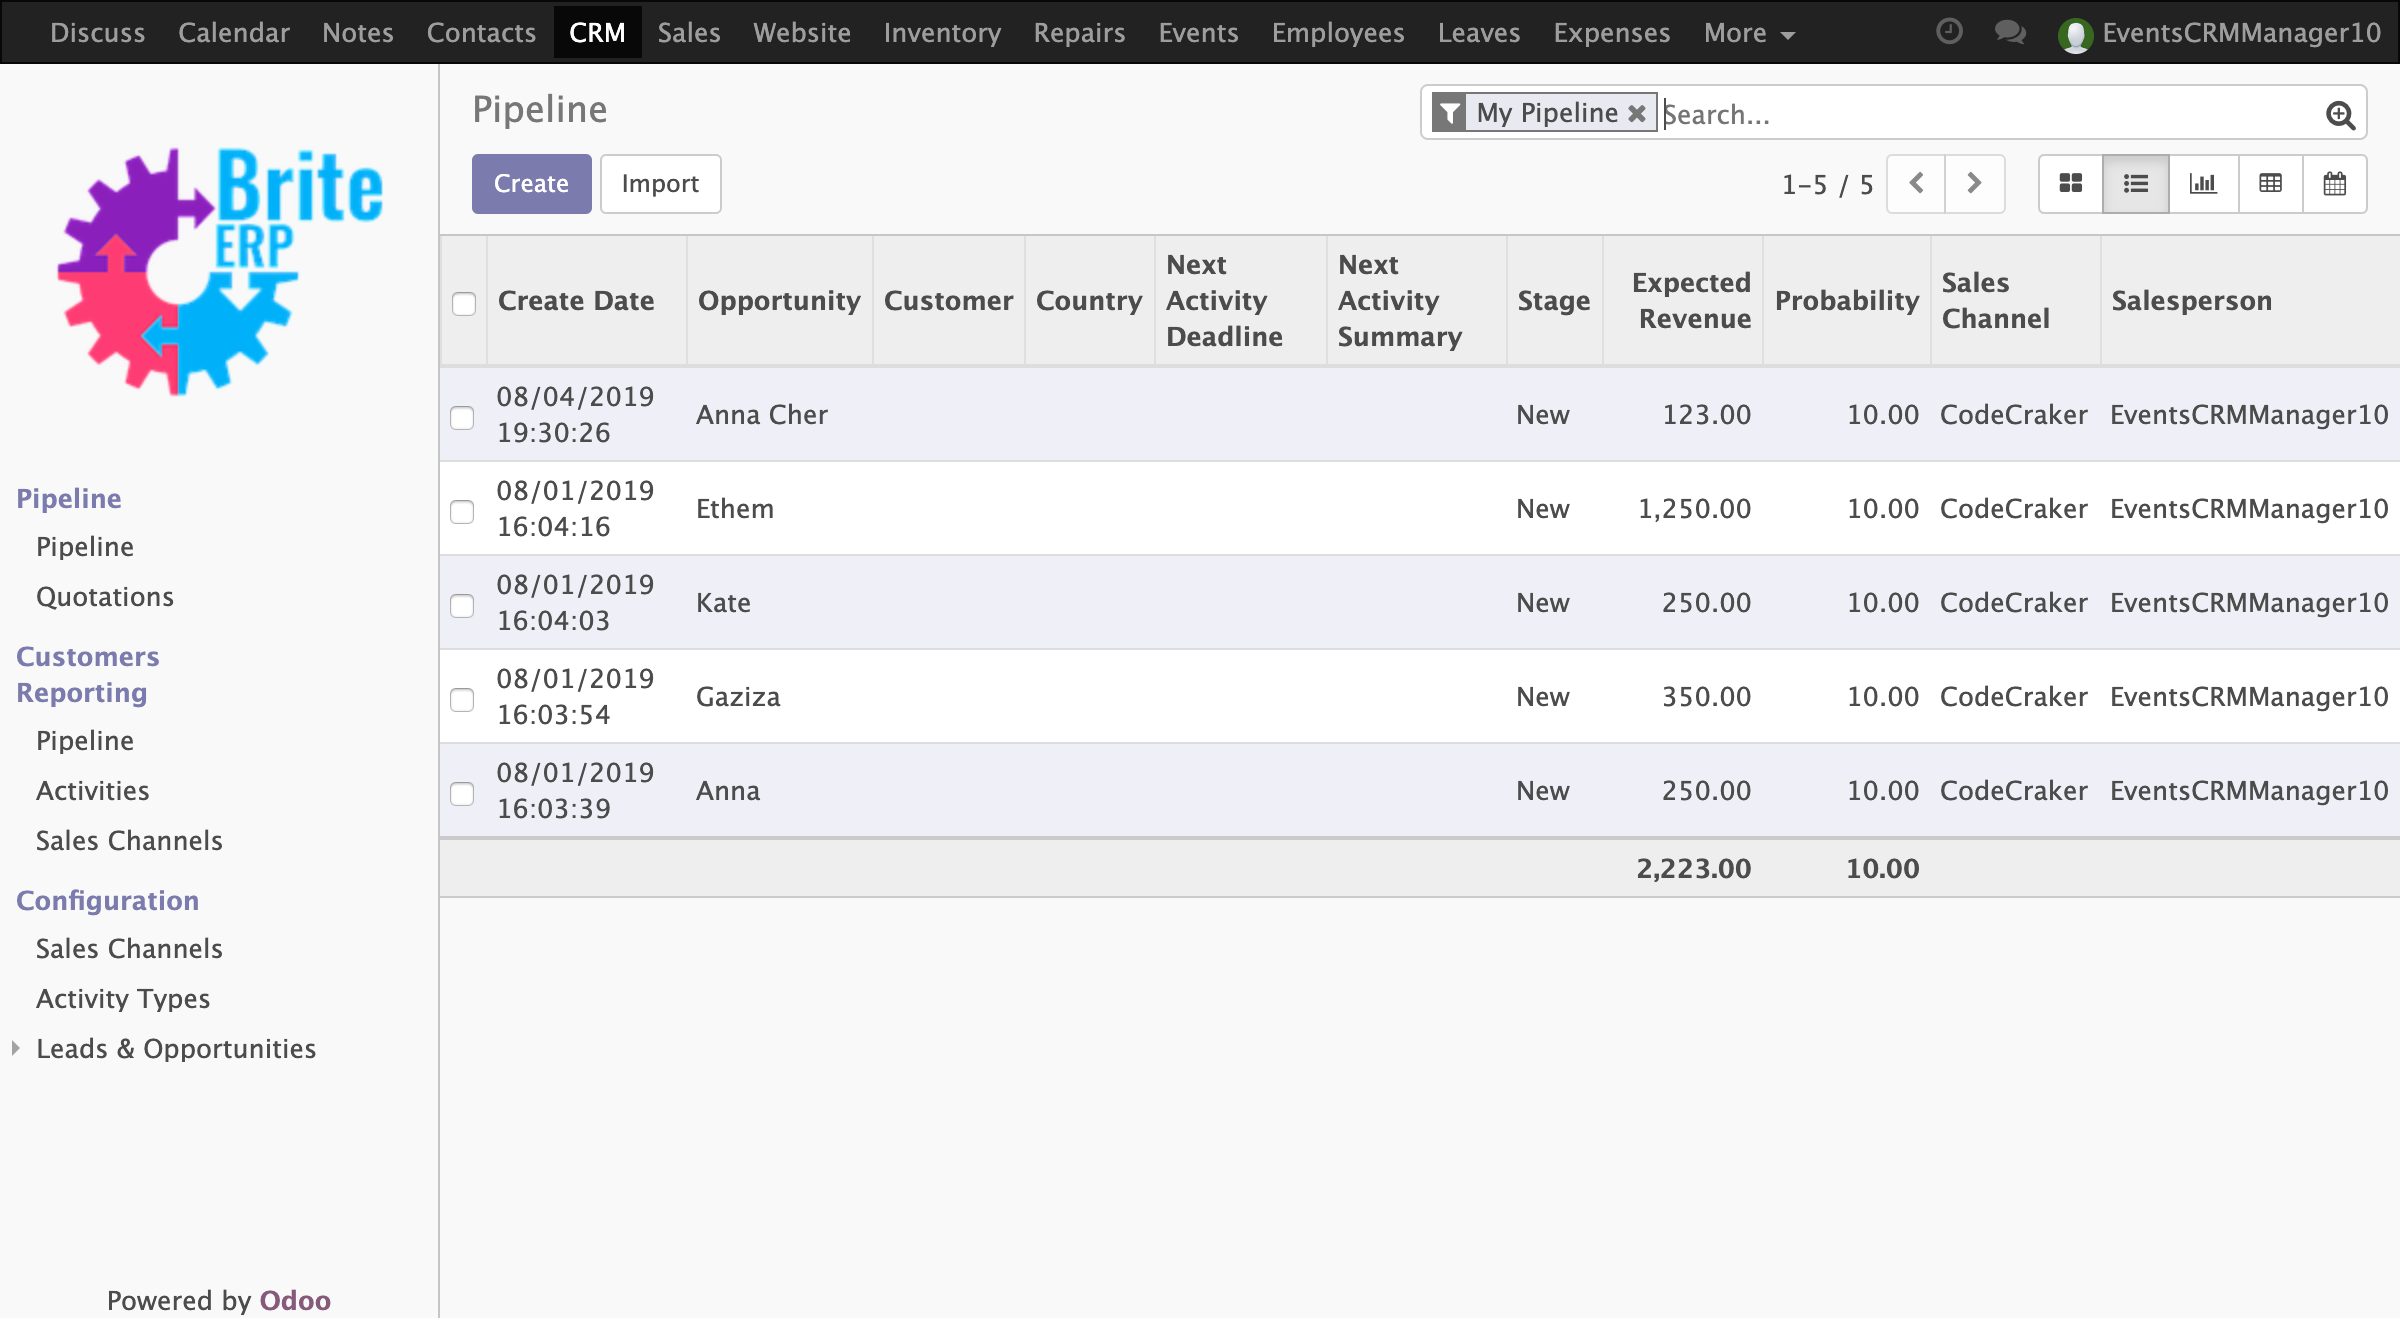 Discuss Calendar Notes Contacts CRM Sales Website Inventory Repairs Events Employees Leaves Expenses More EventsCRMManager10
Brite
ERP
Pipeline
Pipeline
Quotations
Customers
Reporting
Pipeline
Activities
Sales Channels
Configuration
Sales Channels
Activity Types
Leads & Opportunities
Powered by Odoo
Pipeline
My Pipeline Search...
Create Import
1-5 / 5
Create Date Opportunity Customer Country Next Activity Deadline Next Activity Summary Stage Expected Revenue Probability Sales Channel Salesperson
08/04/2019 19:30:26 Anna Cher New 123.00 10.00 CodeCraker EventsCRMManager10
08/01/2019 16:04:16 Ethem New 1,250.00 10.00 CodeCraker EventsCRMManager10
08/01/2019 16:04:03 Kate New 250.00 10.00 CodeCraker EventsCRMManager10
08/01/2019 16:03:54 Gaziza New 350.00 10.00 CodeCraker EventsCRMManager10
08/01/2019 16:03:39 Anna New 250.00 10.00 CodeCraker EventsCRMManager10
2,223.00 10.00